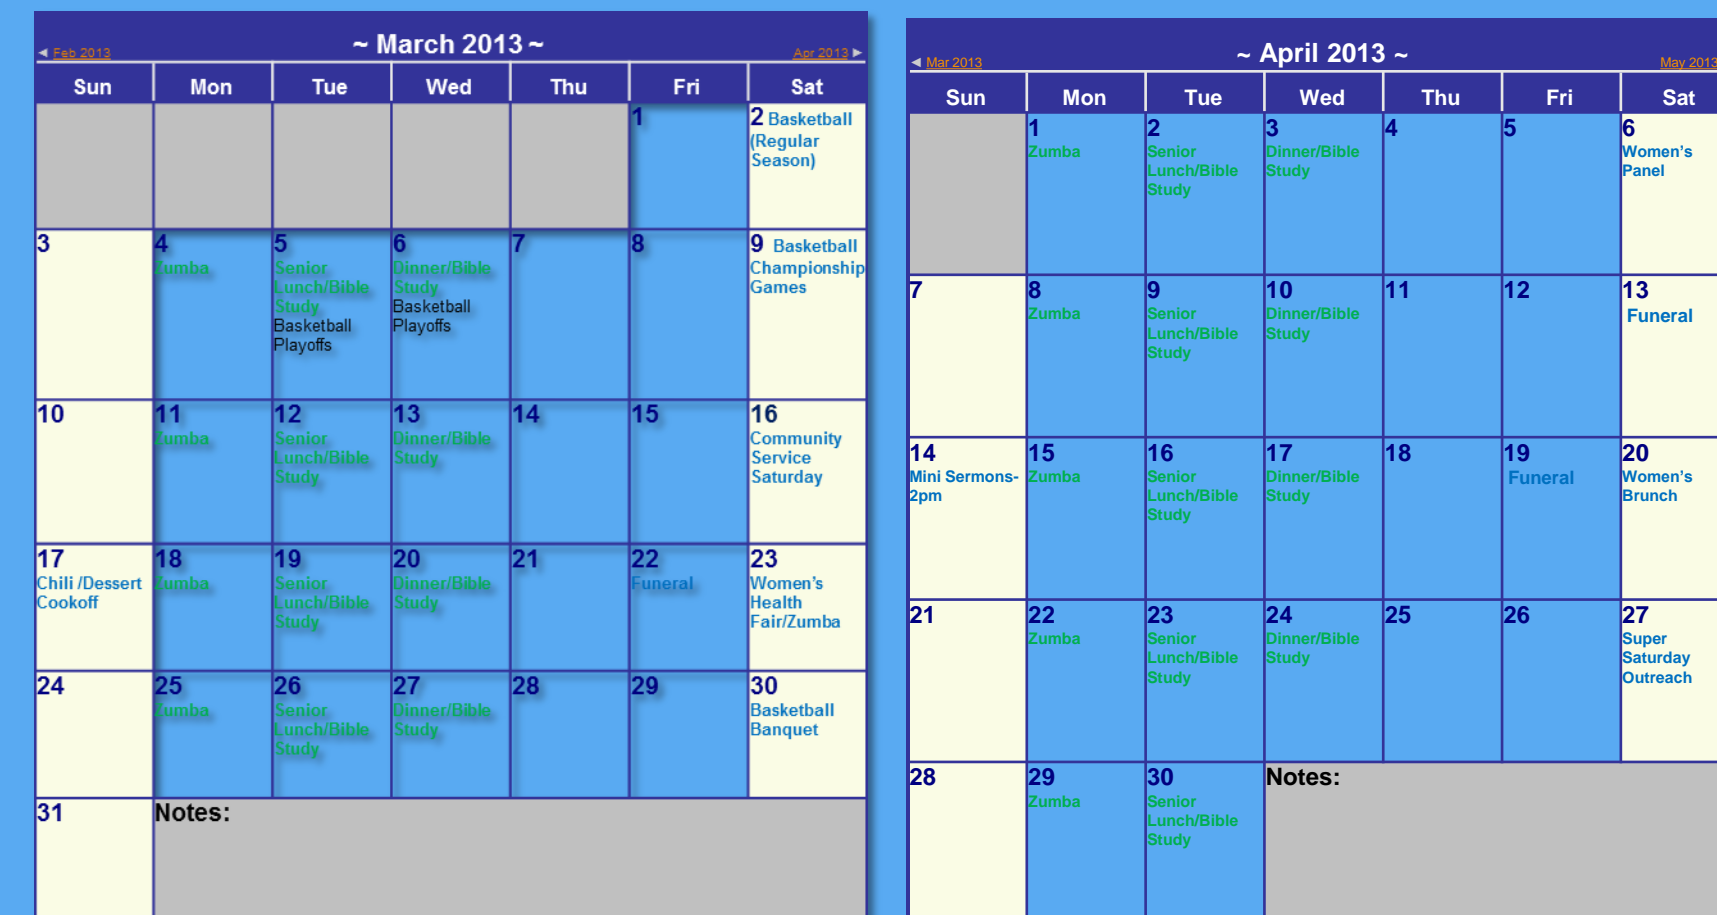 ◄ Feb 2013
~ March 2013 ~
Apr 2013 ►
Sun Mon Tue Wed Thu Fri Sat
1
2 Basketball
(Regular
Season)
3
4
Zumba
5
Senior
Lunch/Bible
Study
Basketball
Playoffs
6
Dinner/Bible
Study
Basketball
Playoffs
7
8
9 Basketball
Championship
Games
10
11
Zumba
12
Senior
Lunch/Bible
Study
13
Dinner/Bible
Study
14
15
16
Community
Service
Saturday
17
Chili /Dessert
Cookoff
18
Zumba
19
Senior
Lunch/Bible
Study
20
Dinner/Bible
Study
21
22
Funeral
23
Women's
Health
Fair/Zumba
24
25
Zumba
26
Senior
Lunch/Bible
Study
27
Dinner/Bible
Study
28
29
30
Basketball
Banquet
31
Notes:
◄ Mar 2013
~ April 2013 ~
May 2013
Sun Mon Tue Wed Thu Fri Sat
1
Zumba
2
Senior
Lunch/Bible
Study
3
Dinner/Bible
Study
4
5
6
Women's
Panel
7
8
Zumba
9
Senior
Lunch/Bible
Study
10
Dinner/Bible
Study
11
12
13
Funeral
14
Mini Sermons-
2pm
15
Zumba
16
Senior
Lunch/Bible
Study
17
Dinner/Bible
Study
18
19
Funeral
20
Women's
Brunch
21
22
Zumba
23
Senior
Lunch/Bible
Study
24
Dinner/Bible
Study
25
26
27
Super
Saturday
Outreach
28
29
Zumba
30
Senior
Lunch/Bible
Study
Notes: